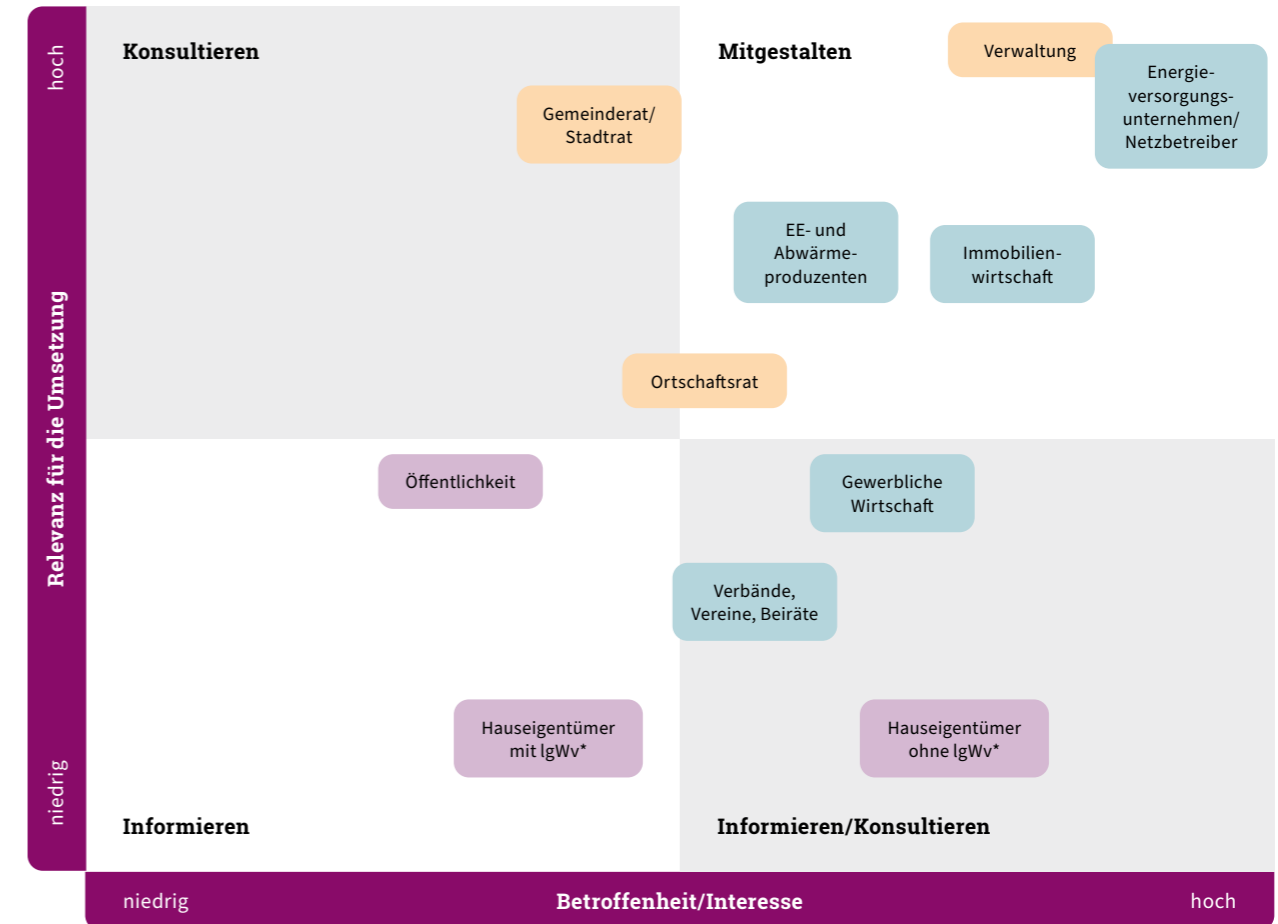 hoch
Relevanz für die Umsetzung
niedrig
Konsultieren
Gemeinderat/
Stadtrat
Mitgestalten
Verwaltung
Energie-
versorgungs-
unternehmen/
Netzbetreiber
EE- und
Abwärme-
produzenten
Immobilien-
wirtschaft
Ortschaftsrat
Öffentlichkeit
Hauseigentümer
mit lgWv*
Informieren
Gewerbliche
Wirtschaft
Verbände,
Vereine, Beiräte
Hauseigentümer
ohne lgWv*
Informieren/Konsultieren
niedrig
Betroffenheit/Interesse
hoch